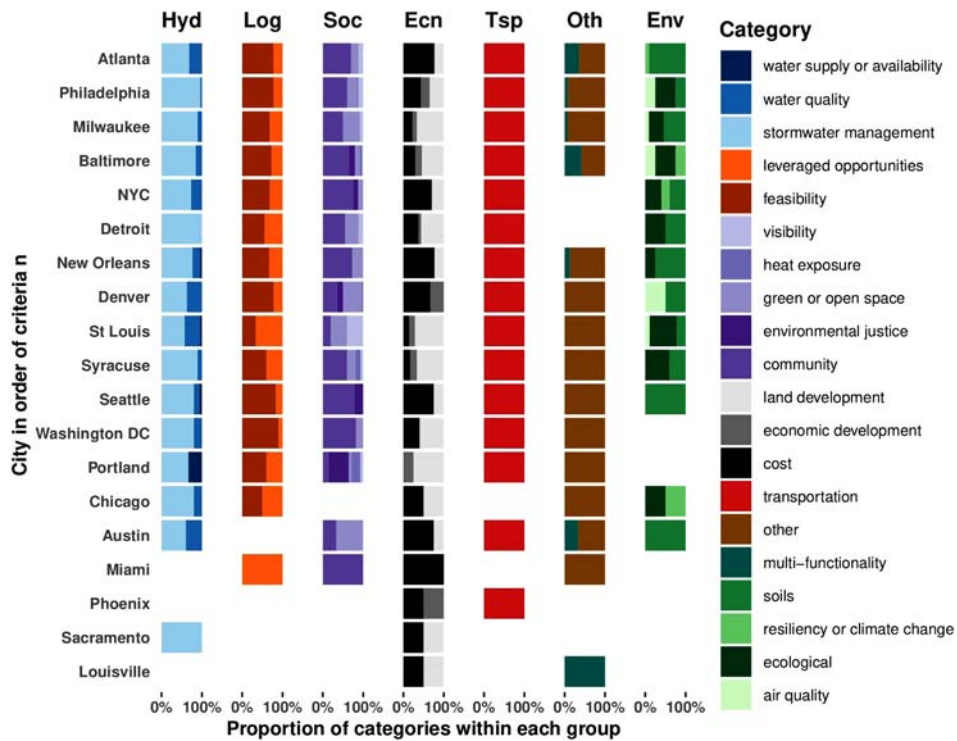 Hyd Log Soc Ecn Tsp Oth Env
City in order of criteria n
Atlanta
Philadelphia
Milwaukee
Baltimore
NYC
Detroit
New Orleans
Denver
St Louis
Syracuse
Seattle
Washington DC
Portland
Chicago
Austin
Miami
Phoenix
Sacramento
Louisville
0% 100% 0% 100% 0% 100% 0% 100% 0% 100% 0% 100% 0% 100%
Proportion of categories within each group
Category
water supply or availability
water quality
stormwater management
leveraged opportunities
feasibility
visibility
heat exposure
green or open space
environmental justice
community
land development
economic development
cost
transportation
other
multi−functionality
soils
resiliency or climate change
ecological
air quality